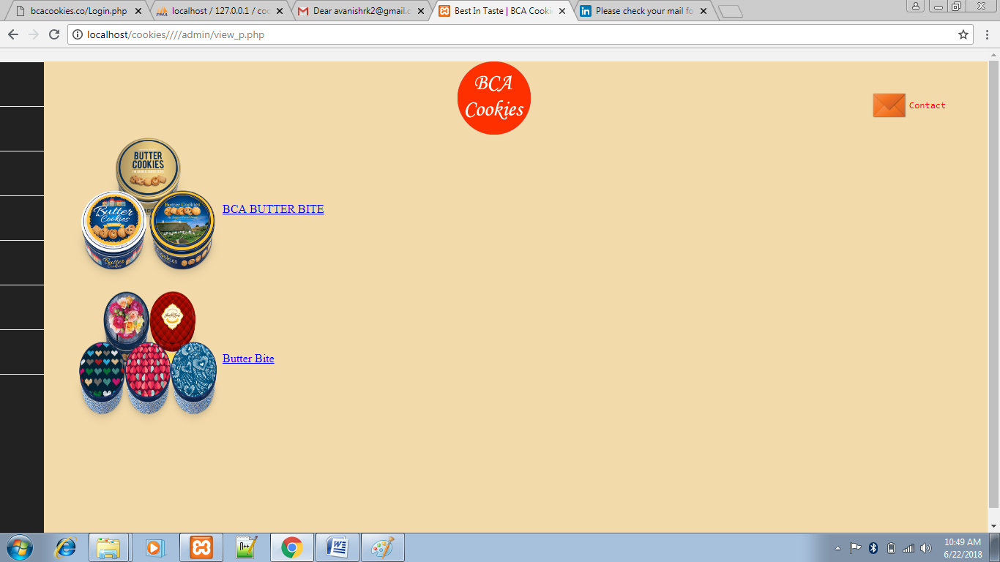 bcacookies.co/Login.php
localhost / 127.0.0.1 / coo
Dear avanishrk2@gmail.c
Best In Taste | BCA Cooki
Please check your mail fo
localhost/cookies////admin/view_p.php
BCA
Cookies
Contact
BUTTER
COOKIES
Butter
Cookies
Butter Cookies
BCA BUTTER BITE
Butter
Cookies
Butter Bite
10:49 AM
6/22/2018